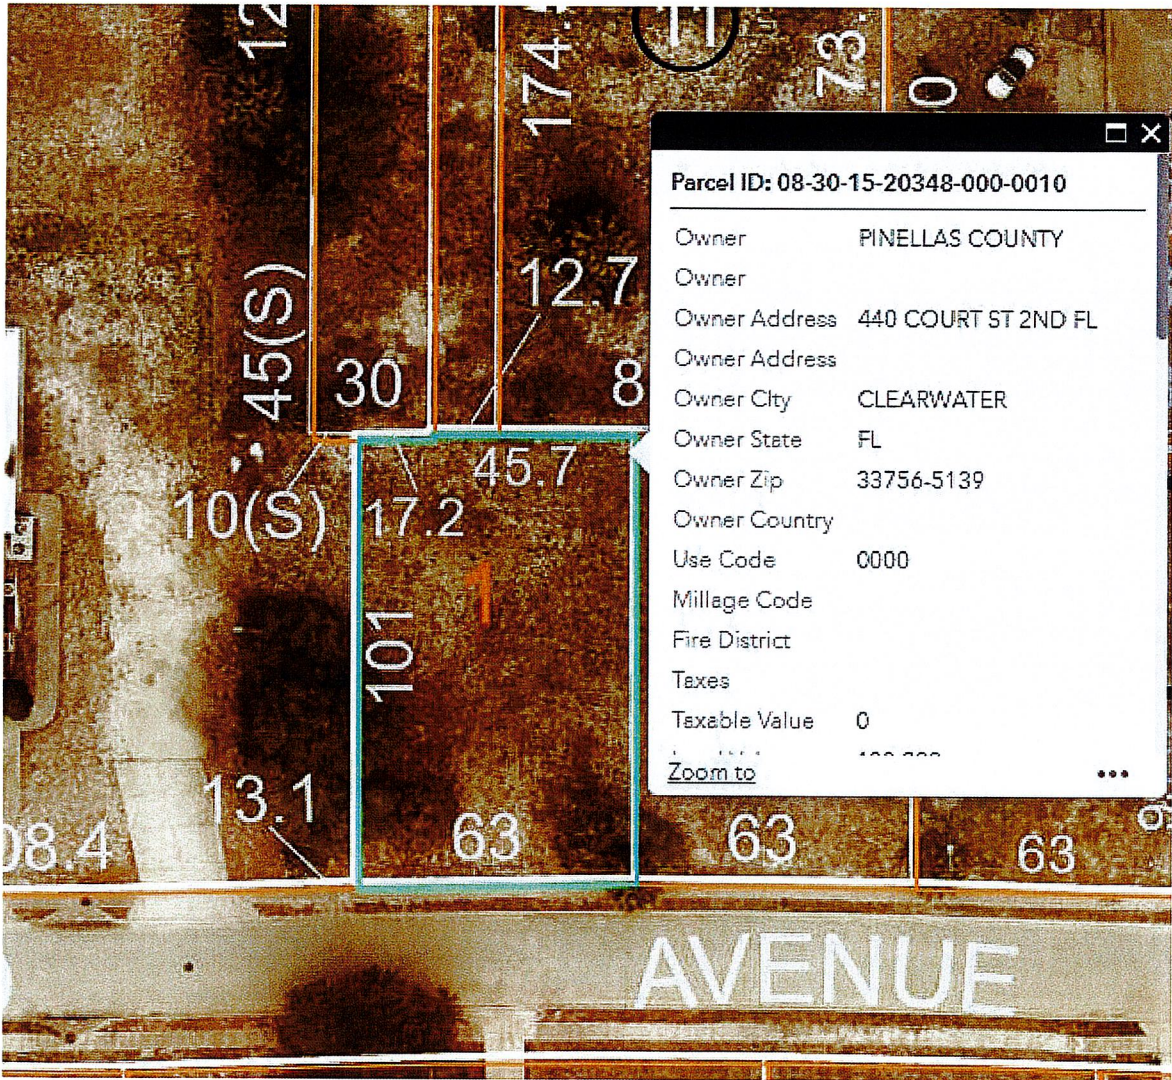 12
174.
11
73.
0
Parcel ID: 08-30-15-20348-000-0010
Owner PINELLAS COUNTY
Owner
Owner Address 440 COURT ST 2ND FL
Owner Address
Owner City CLEARWATER
Owner State FL
Owner Zip 33756-5139
Owner Country
Use Code 0000
Millage Code
Fire District
Taxes
Taxable Value 0
Zoom to
45(S)
12.7
30
8
45.7
10(S)
17.2
1
101
13.1
08.4
63
63
63
AVENUE